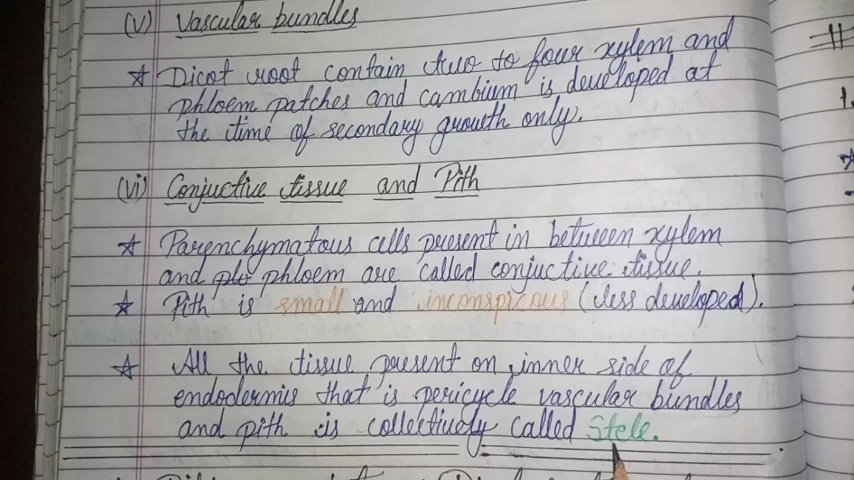 (v) Vascular bundles
☆ Dicot root contain two to four xylem and
phloem patches and cambium is developed at
the time of secondary growth only.
(vi) Conjuctive tissue and Pith
☆ Parenchymatous cells present in between xylem
and phloem are called conjuctive tissue.
☆ Pith is small and inconspicous (less developed).
☆ All the tissue present on inner side of
endodermis that is pericycle vascular bundles
and pith is collectively called Stele.